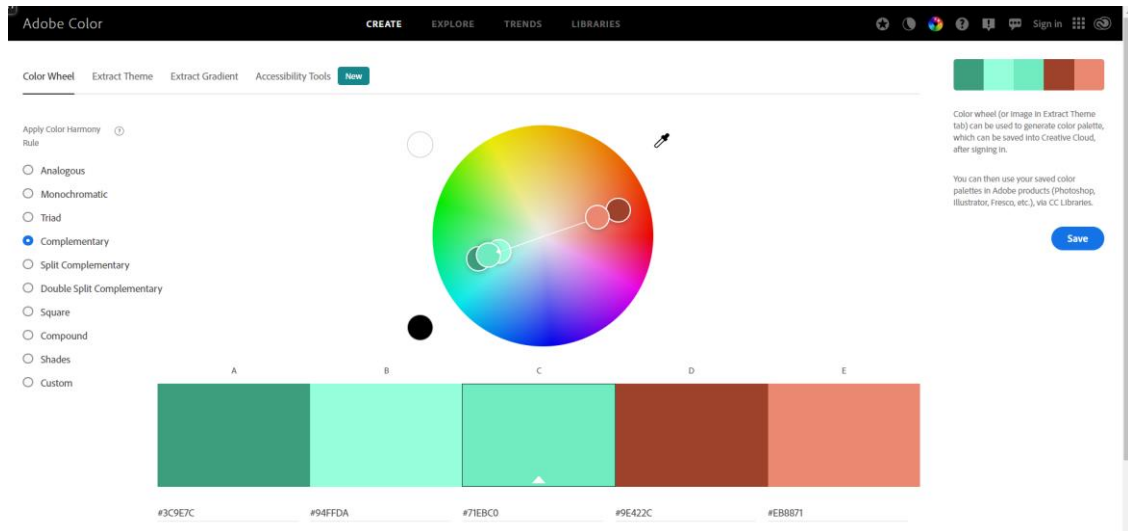 Adobe Color
CREATE EXPLORE TRENDS LIBRARIES
Sign in
Color Wheel Extract Theme Extract Gradient Accessibility Tools New
Apply Color Harmony
Rule
Analogous
Monochromatic
Triad
Complementary
Split Complementary
Double Split Complementary
Square
Compound
Shades
Custom
Color wheel (or image in Extract Theme
tab) can be used to generate color palette,
which can be saved into Creative Cloud,
after signing in.
You can then use your saved color
palettes in Adobe products (Photoshop,
Illustrator, Fresco, etc.), via CC Libraries.
Save
A B C D E
#3C9E7C #94FFDA #71EBC0 #9E422C #EB8871